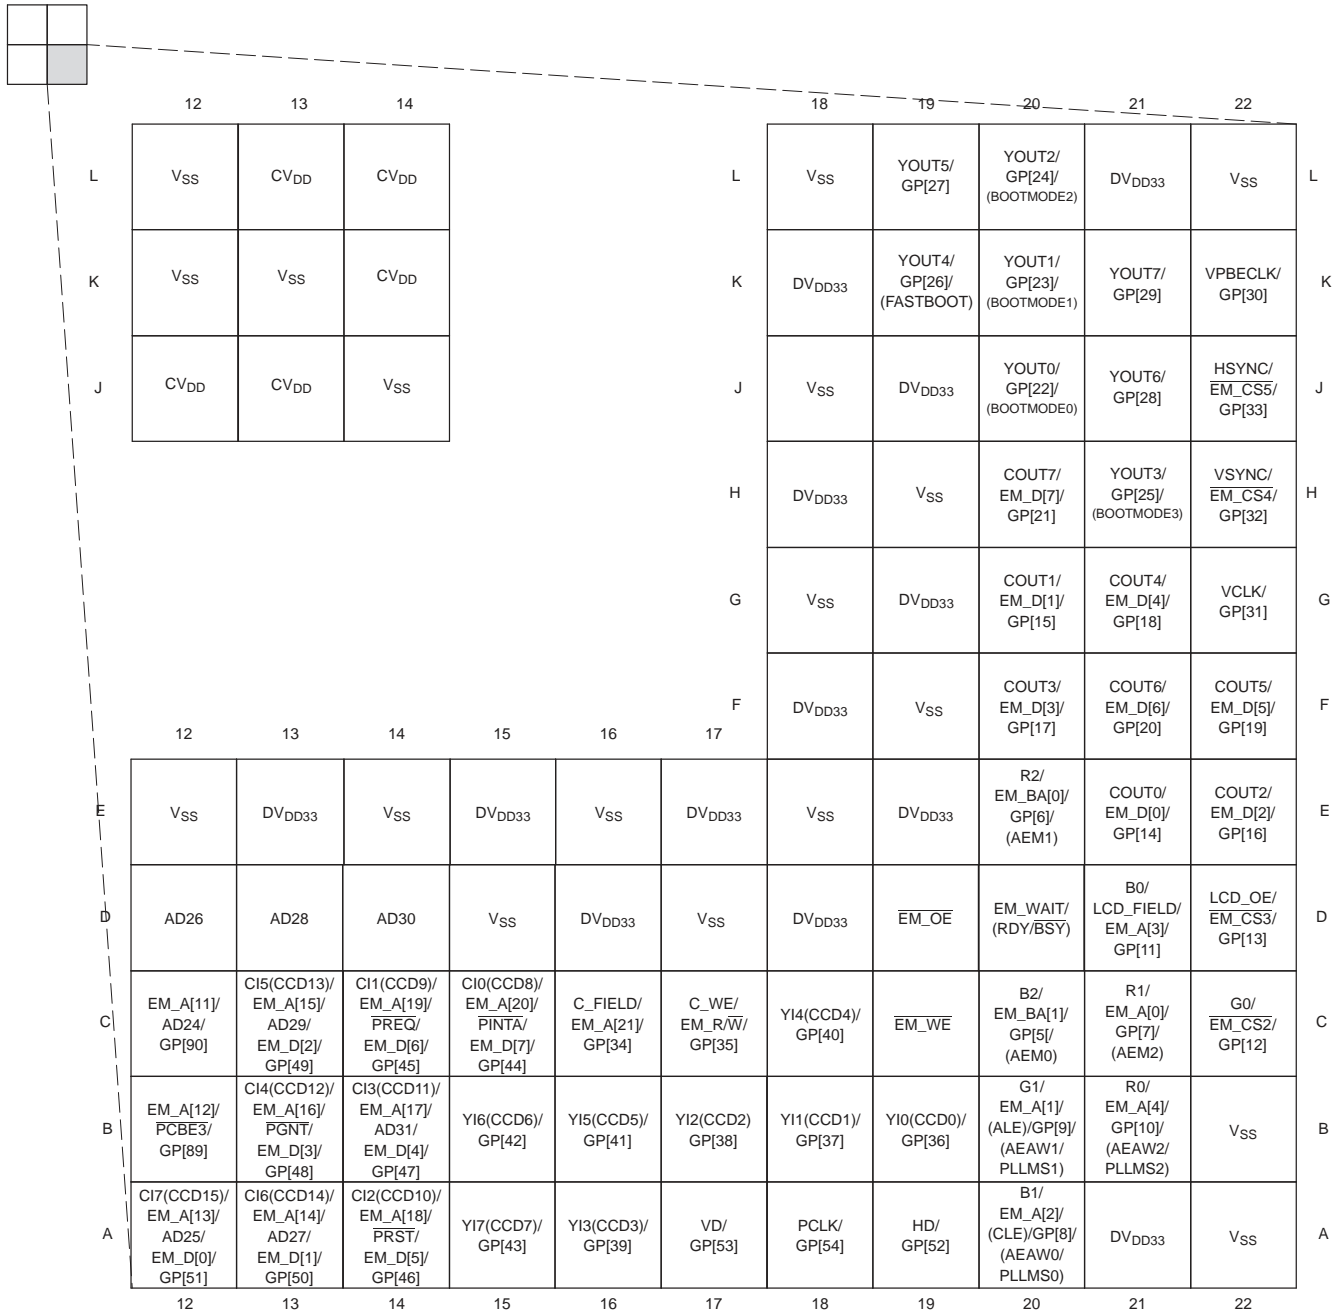 12 13 14 18 19 20 21 22
L VSS CVDD CVDD L VSS YOUT5/ GP[27] YOUT2/ GP[24]/ (BOOTMODE2) DVDD33 VSS L
K VSS VSS CVDD K DVDD33 YOUT4/ GP[26]/ (FASTBOOT) YOUT1/ GP[23]/ (BOOTMODE1) YOUT7/ GP[29] VPBECLK/ GP[30] K
J CVDD CVDD VSS J VSS DVDD33 YOUT0/ GP[22]/ (BOOTMODE0) YOUT6/ GP[28] HSYNC/ EM_CS5/ GP[33] J
H DVDD33 VSS COUT7/ EM_D[7]/ GP[21] YOUT3/ GP[25]/ (BOOTMODE3) VSYNC/ EM_CS4/ GP[32] H
G VSS DVDD33 COUT1/ EM_D[1]/ GP[15] COUT4/ EM_D[4]/ GP[18] VCLK/ GP[31] G
F DVDD33 VSS COUT3/ EM_D[3]/ GP[17] COUT6/ EM_D[6]/ GP[20] COUT5/ EM_D[5]/ GP[19] F
12 13 14 15 16 17
E VSS DVDD33 VSS DVDD33 VSS DVDD33 VSS DVDD33 R2/ EM_BA[0]/ GP[6]/ (AEM1) COUT0/ EM_D[0]/ GP[14] COUT2/ EM_D[2]/ GP[16] E
D AD26 AD28 AD30 VSS DVDD33 VSS DVDD33 EM_OE EM_WAIT/ (RDY/BSY) B0/ LCD_FIELD/ EM_A[3]/ GP[11] LCD_OE/ EM_CS3/ GP[13] D
C EM_A[11]/ AD24/ GP[90] CI5(CCD13)/ EM_A[15]/ AD29/ EM_D[2]/ GP[49] CI1(CCD9)/ EM_A[19]/ PREQ/ EM_D[6]/ GP[45] CI0(CCD8)/ EM_A[20]/ PINTA/ EM_D[7]/ GP[44] C_FIELD/ EM_A[21]/ GP[34] C_WE/ EM_R/W/ GP[35] YI4(CCD4)/ GP[40] EM_WE B2/ EM_BA[1]/ GP[5[/ (AEM0) R1/ EM_A[0]/ GP[7]/ (AEM2) G0/ EM_CS2/ GP[12] C
B EM_A[12]/ PCBE3/ GP[89] CI4(CCD12)/ EM_A[16]/ PGNT/ EM_D[3]/ GP[48] CI3(CCD11)/ EM_A[17]/ AD31/ EM_D[4]/ GP[47] YI6(CCD6)/ GP[42] YI5(CCD5)/ GP[41] YI2(CCD2) GP[38] YI1(CCD1)/ GP[37] YI0(CCD0)/ GP[36] G1/ EM_A[1]/ (ALE)/GP[9]/ (AEAW1/ PLLMS1) R0/ EM_A[4]/ GP[10]/ (AEAW2/ PLLMS2) VSS B
A CI7(CCD15)/ EM_A[13]/ AD25/ EM_D[0]/ GP[51] CI6(CCD14)/ EM_A[14]/ AD27/ EM_D[1]/ GP[50] CI2(CCD10)/ EM_A[18]/ PRST/ EM_D[5]/ GP[46] YI7(CCD7)/ GP[43] YI3(CCD3)/ GP[39] VD/ GP[53] PCLK/ GP[54] HD/ GP[52] B1/ EM_A[2]/ (CLE)/GP[8]/ (AEAW0/ PLLMS0) DVDD33 VSS A
12 13 14 15 16 17 18 19 20 21 22